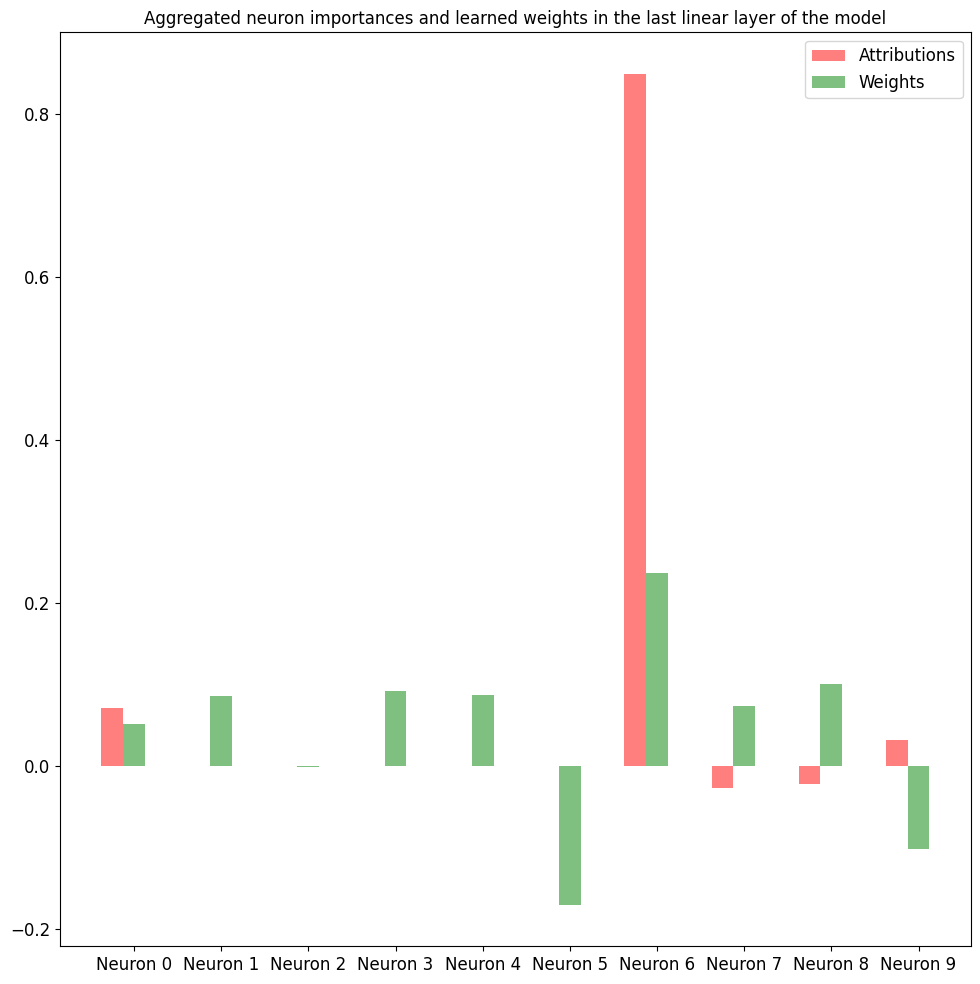 Aggregated neuron importances and learned weights in the last linear layer of the model
Attributions
Weights
0.8
0.6
0.4
0.2
0.0
−0.2
Neuron 0 Neuron 1 Neuron 2 Neuron 3 Neuron 4 Neuron 5 Neuron 6 Neuron 7 Neuron 8 Neuron 9